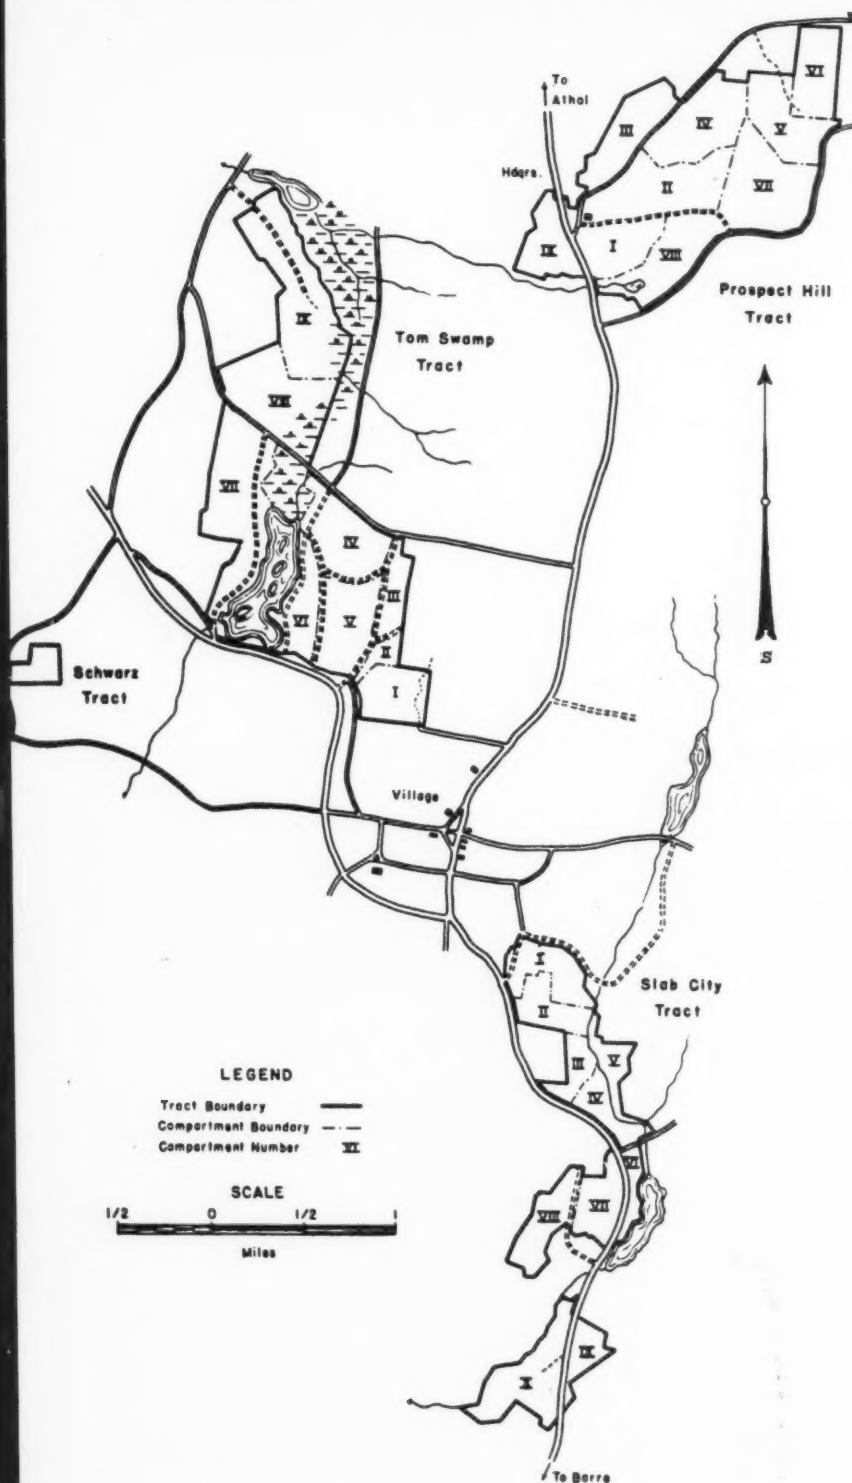 To
Athol
VI
III
IV
V
Hdqrs.
II
VII
IX
I
VIII
Prospect Hill
Tract
IX
Tom Swamp
Tract
VIII
VII
IV
III
VI
V
II
I
S
Schwarz
Tract
Village
I
Slab City
Tract
II
III
V
IV
VI
VII
VIII
IX
X
To Barre
LEGEND
Tract Boundary
Compartment Boundary
Compartment Number VI
SCALE
1/2 0 1/2 1
Miles